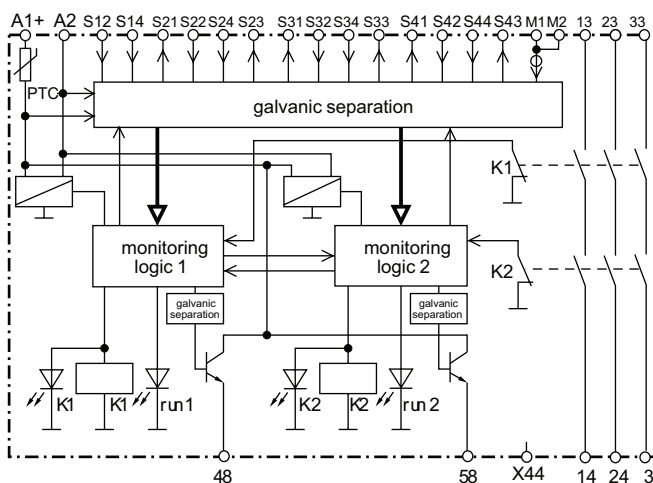 A1+ A2 S12 S14 S21 S22 S24 S23 S31 S32 S34 S33 S41 S42 S44 S43 M1 M2 13 23 33
PTC
galvanic separation
K1
monitoring logic 1
monitoring logic 2
K2
galvanic separation
galvanic separation
K1 K1 run 1 K2 K2 run 2
48 58 X44 14 24 3